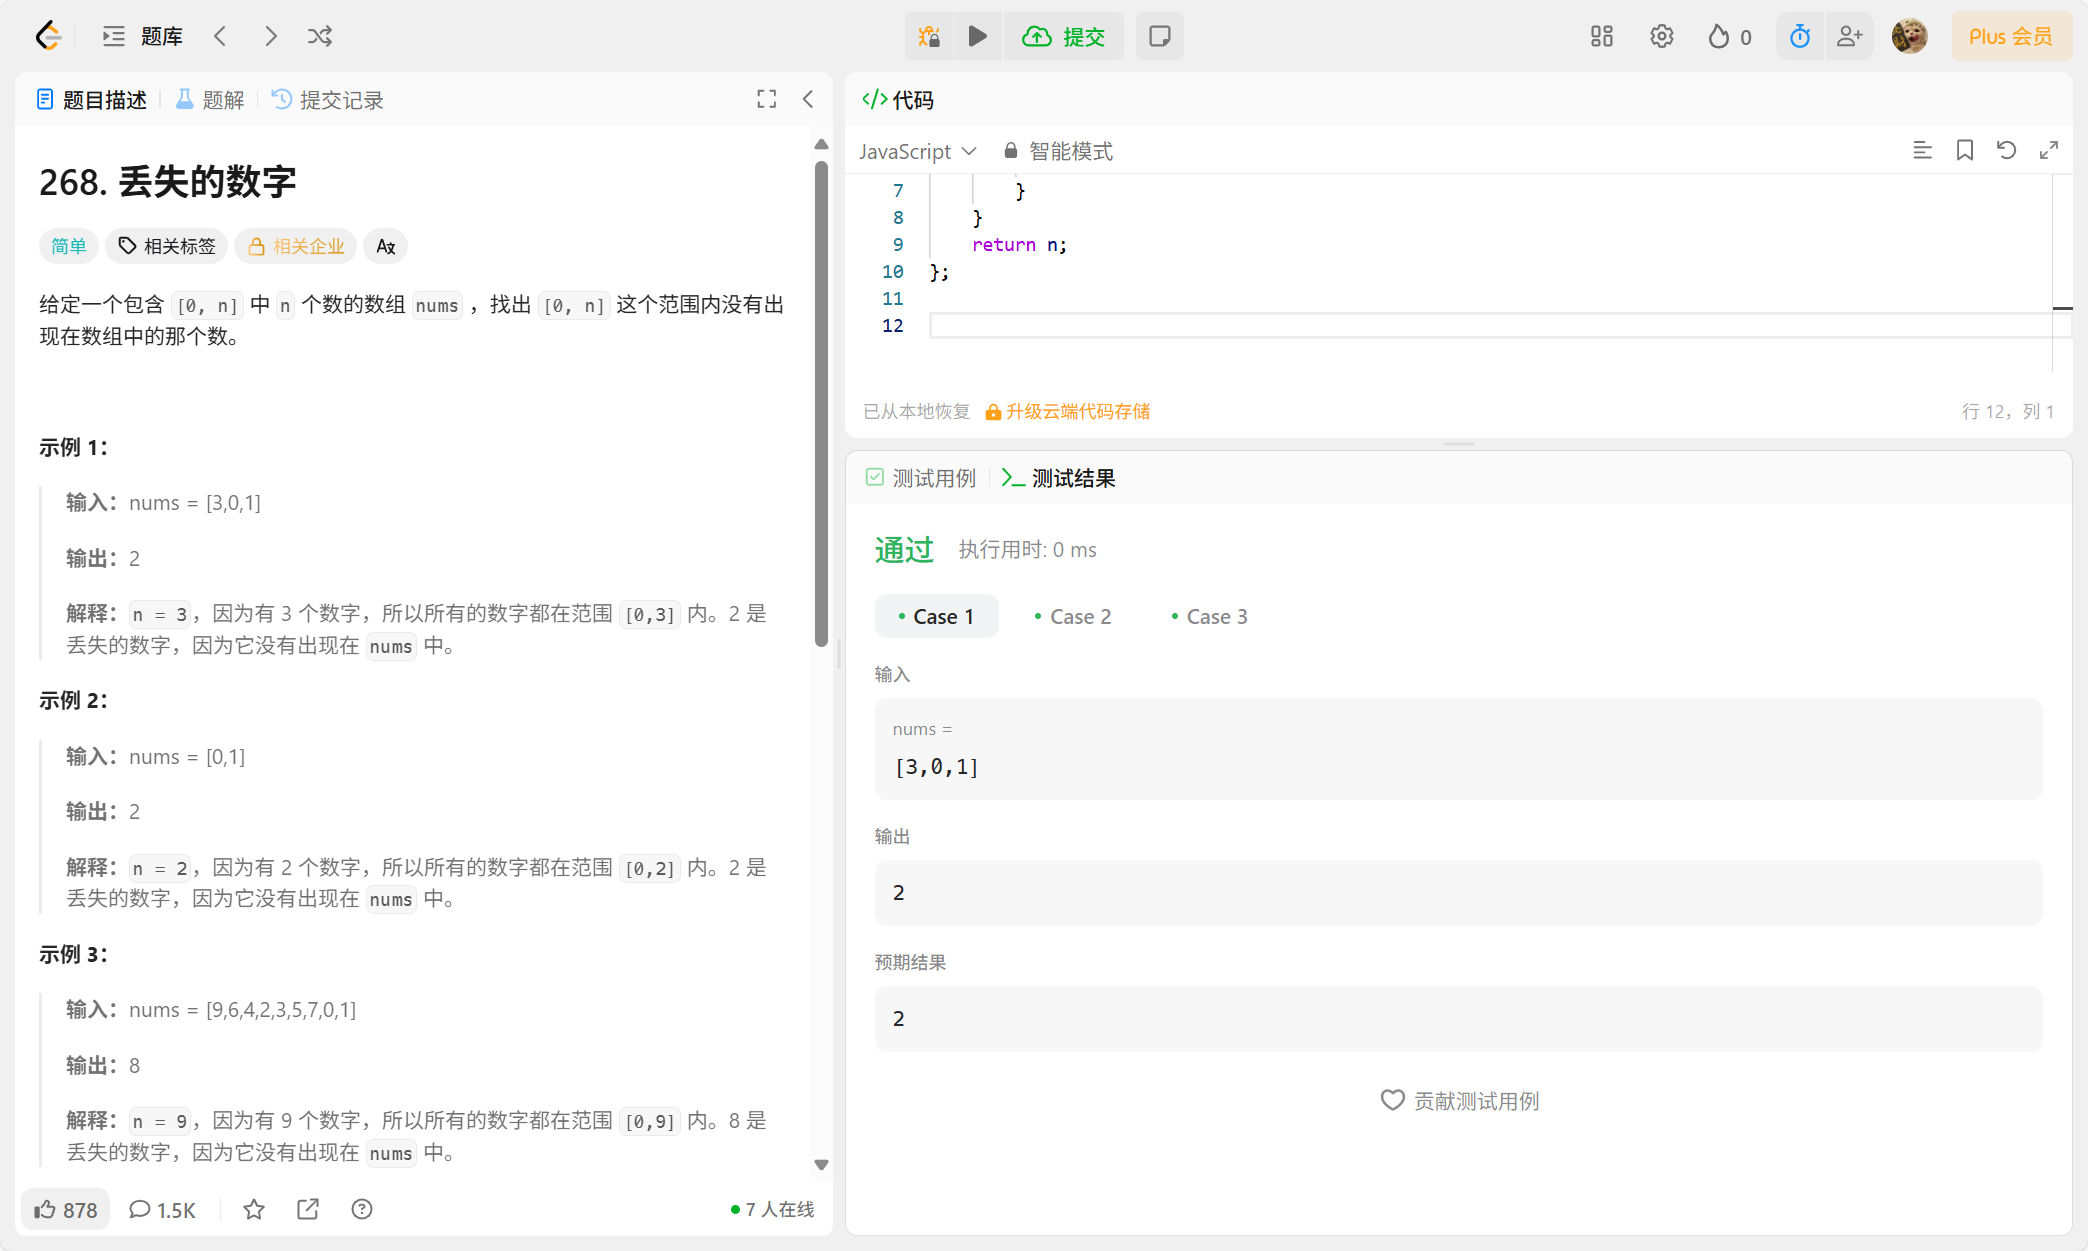 题库
提交
0
Plus 会员
题目描述
题解
提交记录
268. 丢失的数字
简单
相关标签
相关企业
给定一个包含 [0, n] 中 n 个数的数组 nums ，找出 [0, n] 这个范围内没有出
现在数组中的那个数。
示例 1：
输入：nums = [3,0,1]
输出：2
解释：n = 3，因为有 3 个数字，所以所有的数字都在范围 [0,3] 内。2 是
丢失的数字，因为它没有出现在 nums 中。
示例 2：
输入：nums = [0,1]
输出：2
解释：n = 2，因为有 2 个数字，所以所有的数字都在范围 [0,2] 内。2 是
丢失的数字，因为它没有出现在 nums 中。
示例 3：
输入：nums = [9,6,4,2,3,5,7,0,1]
输出：8
解释：n = 9，因为有 9 个数字，所以所有的数字都在范围 [0,9] 内。8 是
丢失的数字，因为它没有出现在 nums 中。
878
1.5K
7 人在线
</>代码
JavaScript
智能模式
7 }
8 }
9 return n;
10 };
11
12
已从本地恢复
升级云端代码存储
行 12，列 1
测试用例
测试结果
通过
执行用时: 0 ms
Case 1
Case 2
Case 3
输入
nums =
[3,0,1]
输出
2
预期结果
2
贡献测试用例